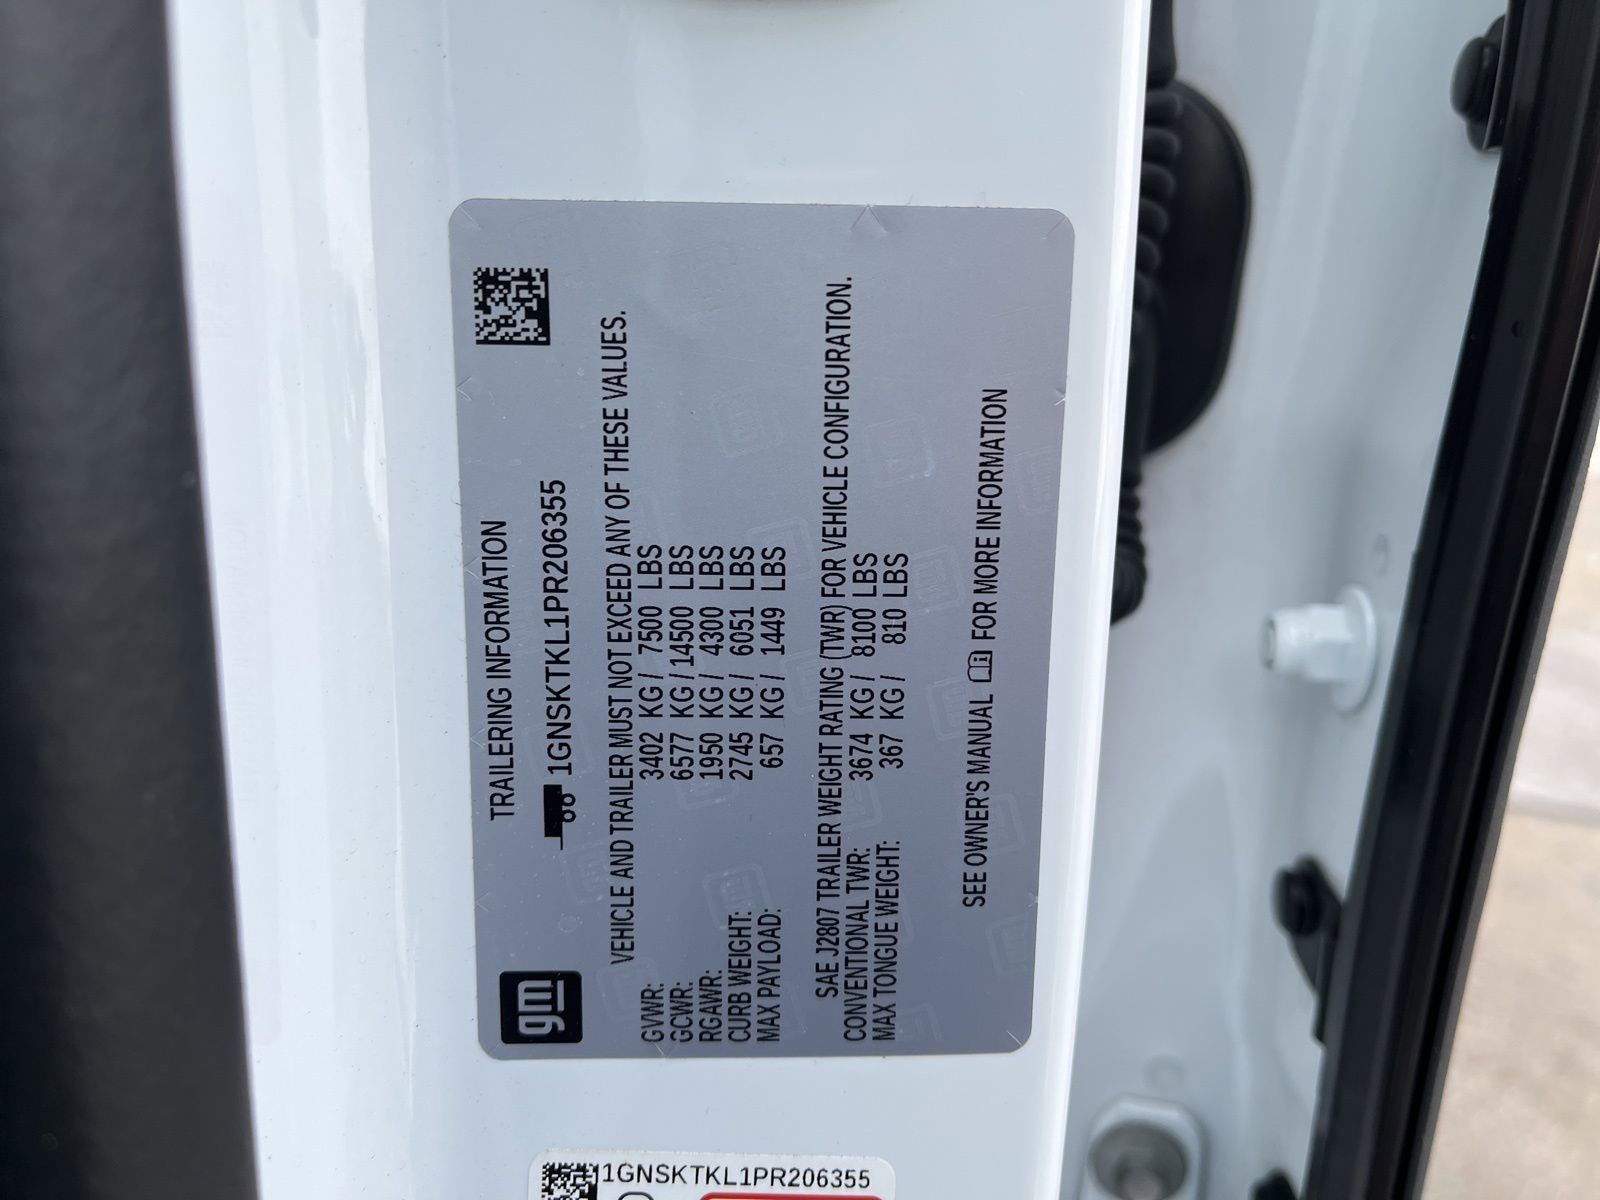 gm
TRAILERING INFORMATION
1GNSKTKL1PR206355
VEHICLE AND TRAILER MUST NOT EXCEED ANY OF THESE VALUES.
GVWR: 3402 KG / 7500 LBS
GCWR: 6577 KG / 14500 LBS
RGAWR: 1950 KG / 4300 LBS
CURB WEIGHT: 2745 KG / 6051 LBS
MAX PAYLOAD: 657 KG / 1449 LBS
SAE J2807 TRAILER WEIGHT RATING (TWR) FOR VEHICLE CONFIGURATION.
CONVENTIONAL TWR: 3674 KG / 8100 LBS
MAX TONGUE WEIGHT: 367 KG / 810 LBS
SEE OWNER'S MANUAL FOR MORE INFORMATION
1GNSKTKL1PR206355